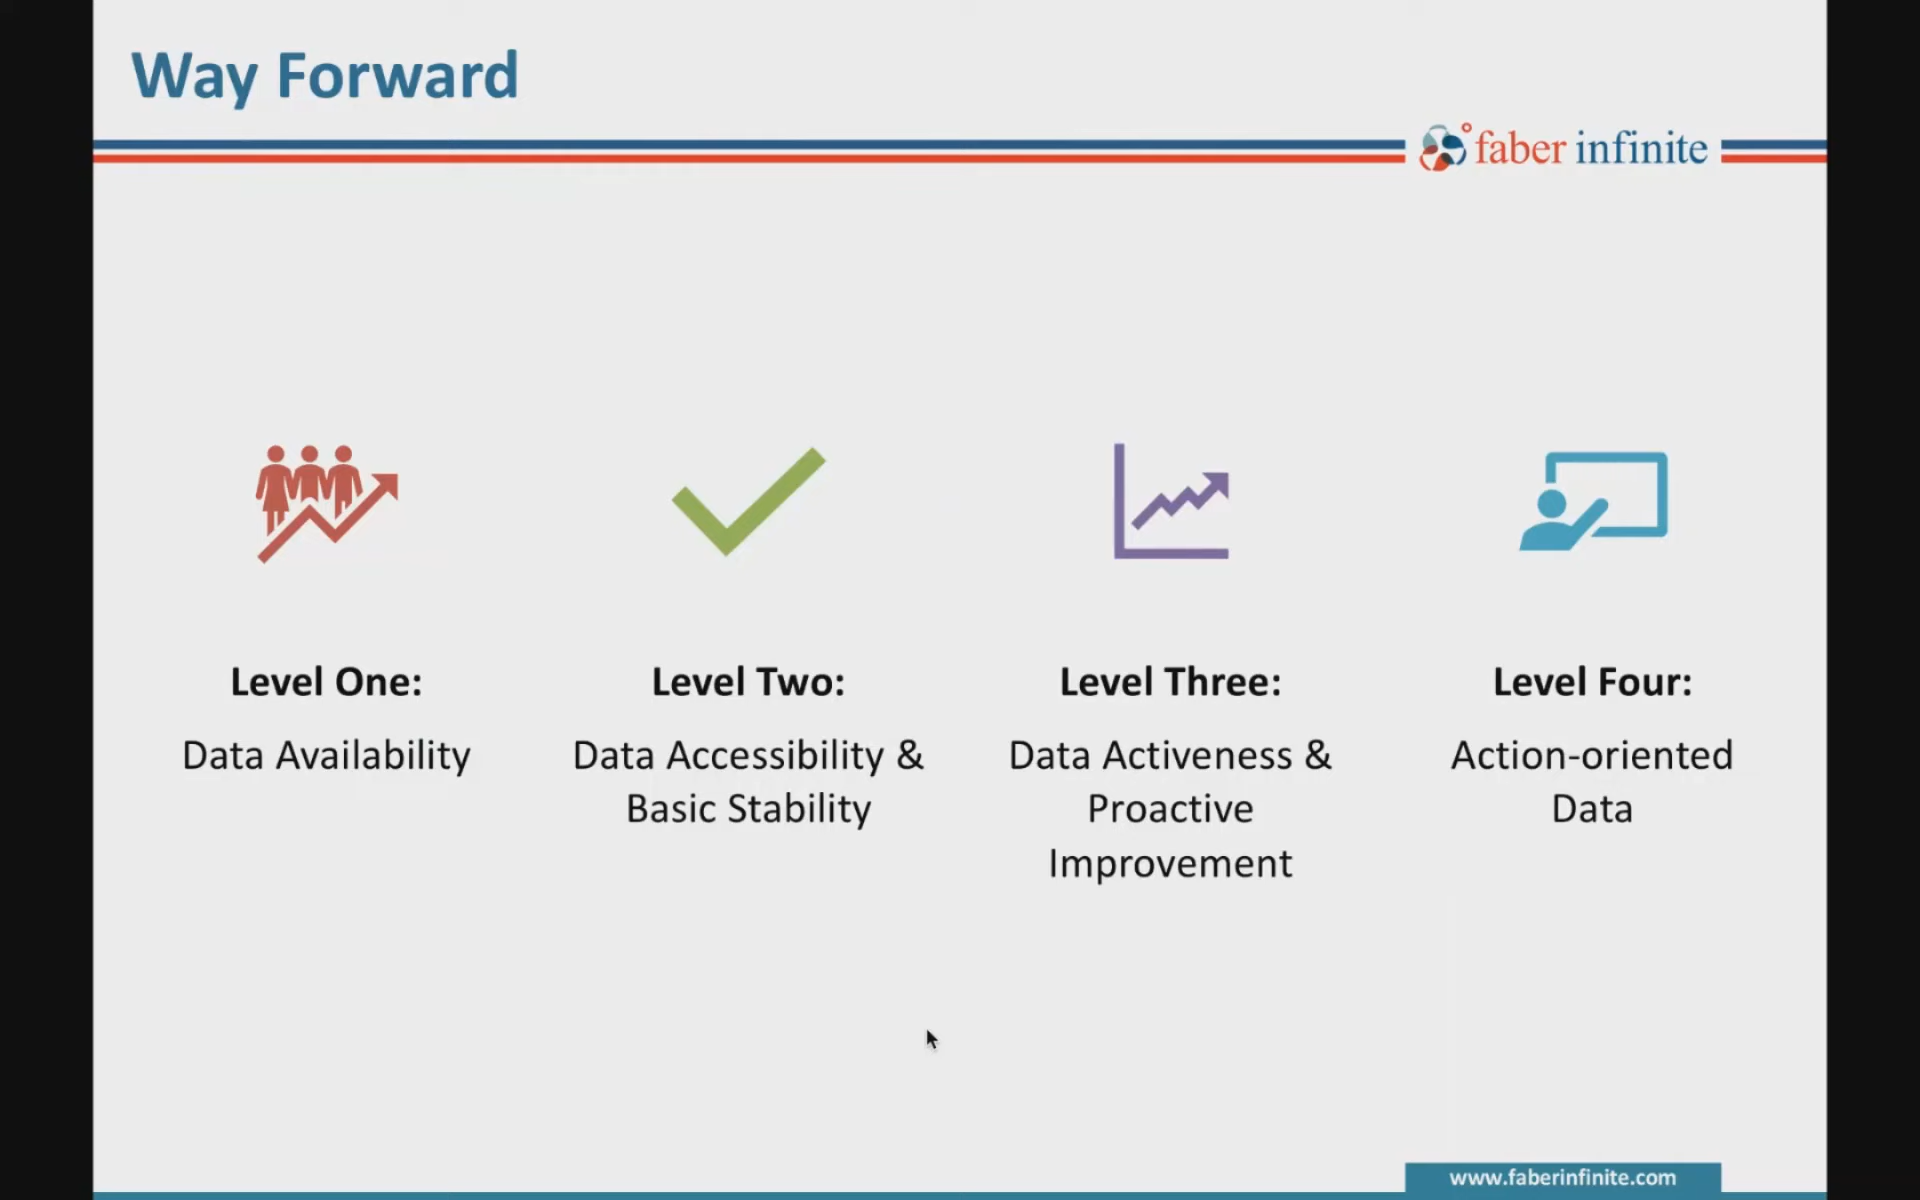 Way Forward
faber infinite
Level One:
Data Availability
Level Two:
Data Accessibility &
Basic Stability
Level Three:
Data Activeness &
Proactive
Improvement
Level Four:
Action-oriented
Data
www.faberinfinite.com